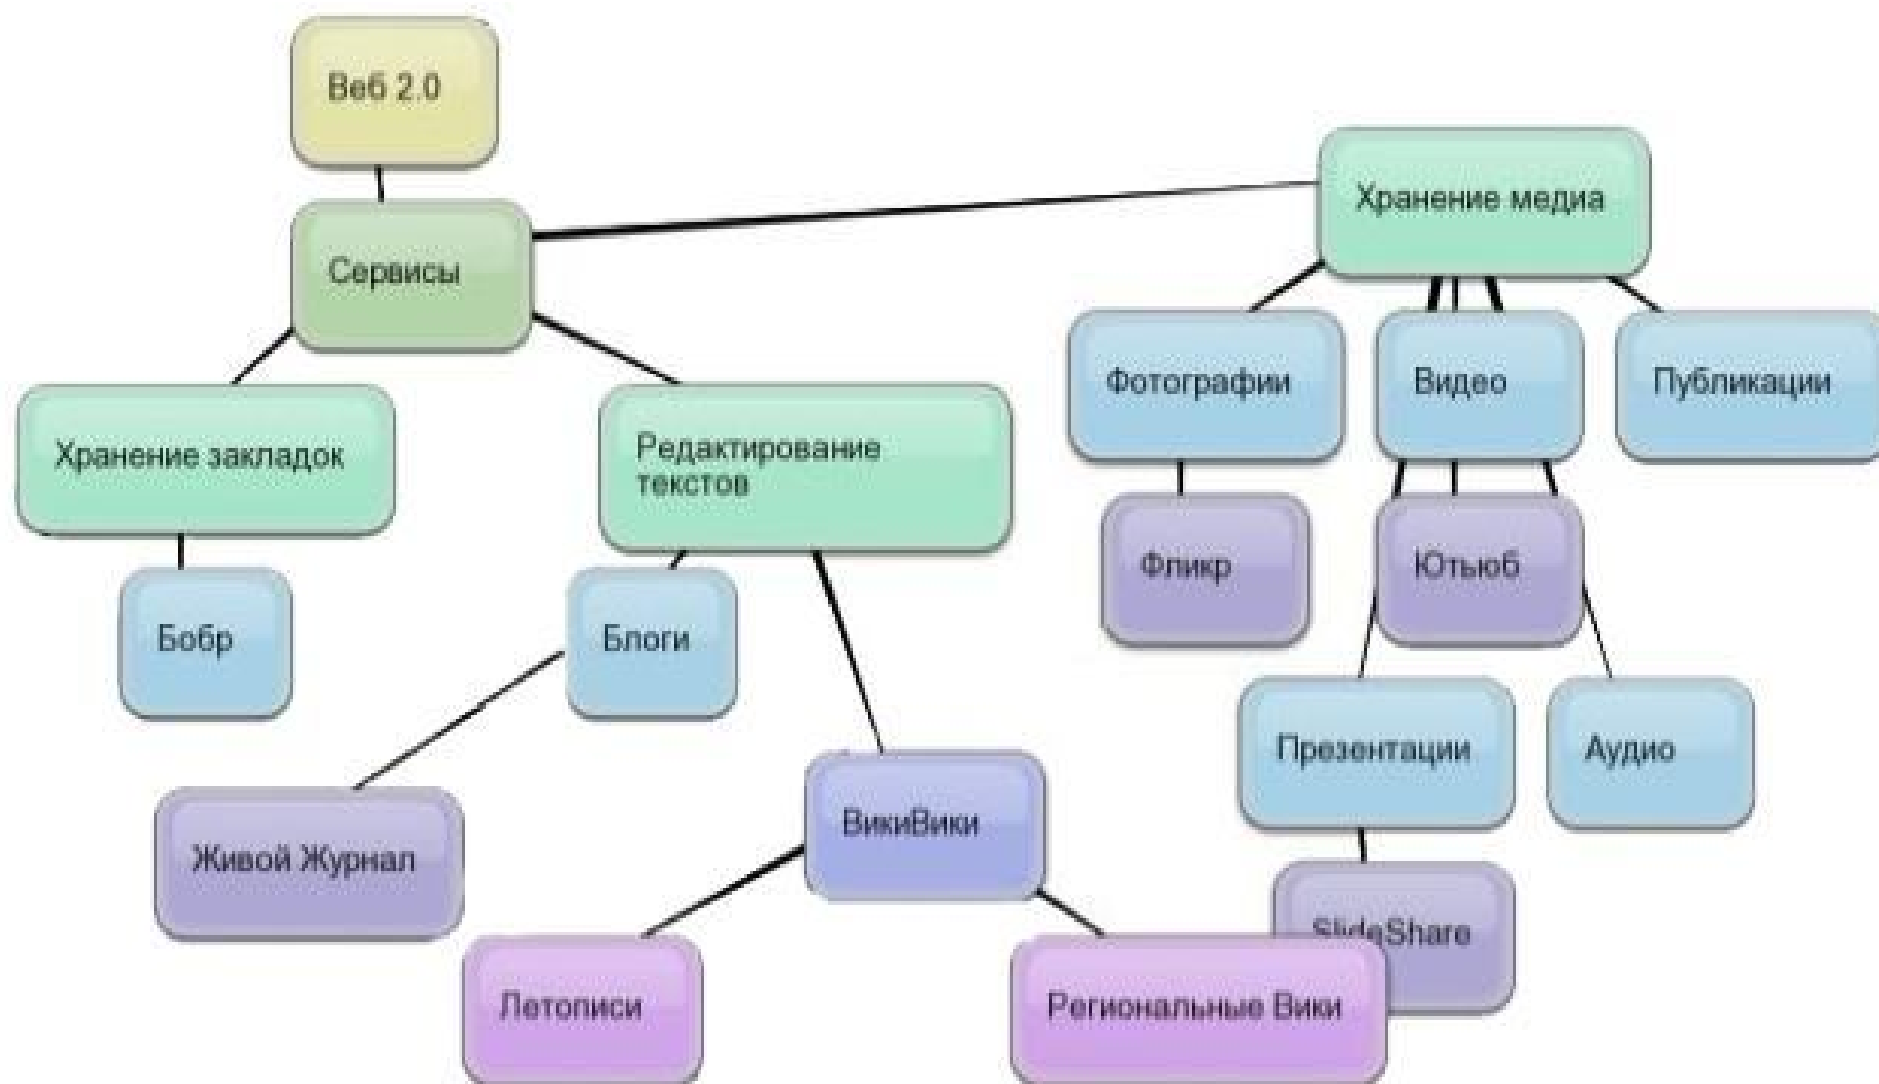 Веб 2.0
Хранение медиа
Сервисы
Фотографии
Видео
Публикации
Хранение закладок
Редактирование
текстов
Фликр
Ютьюб
Бобр
Блоги
Презентации
Аудио
ВикиВики
Живой Журнал
SlideShare
Летописи
Региональные Вики